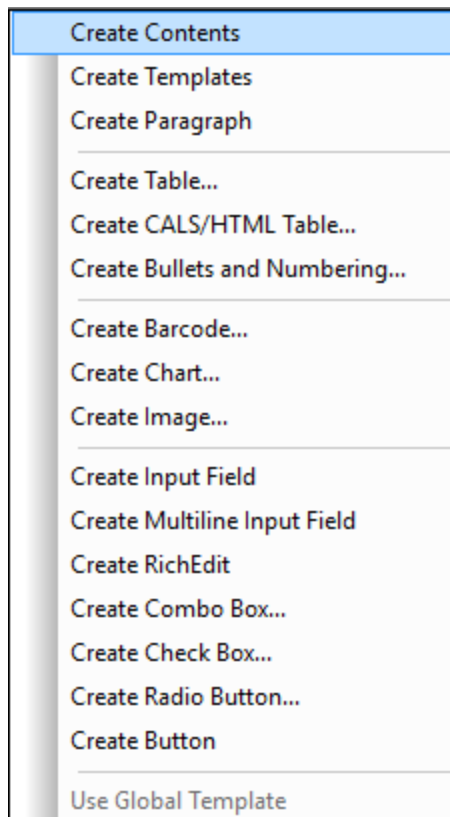 Create Contents
Create Templates
Create Paragraph
Create Table...
Create CALS/HTML Table...
Create Bullets and Numbering...
Create Barcode...
Create Chart...
Create Image...
Create Input Field
Create Multiline Input Field
Create RichEdit
Create Combo Box...
Create Check Box...
Create Radio Button...
Create Button
Use Global Template